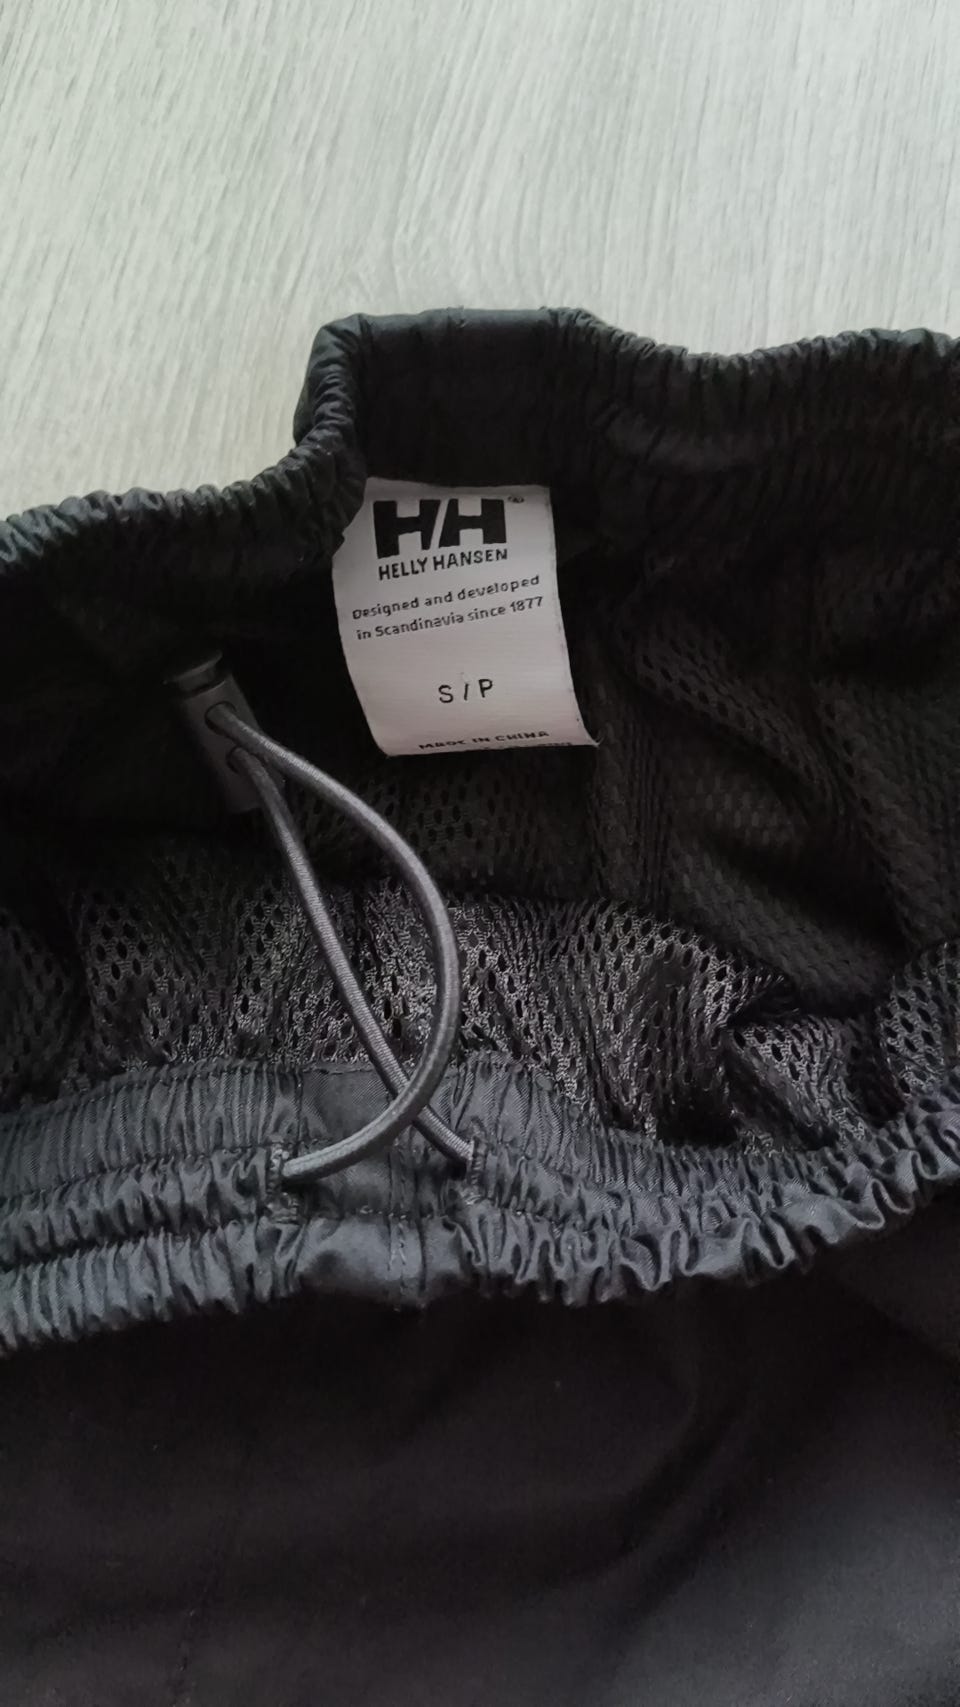 HH®
HELLY HANSEN
Designed and developed
in Scandinavia since 1877
S / P
MADE IN CHINA